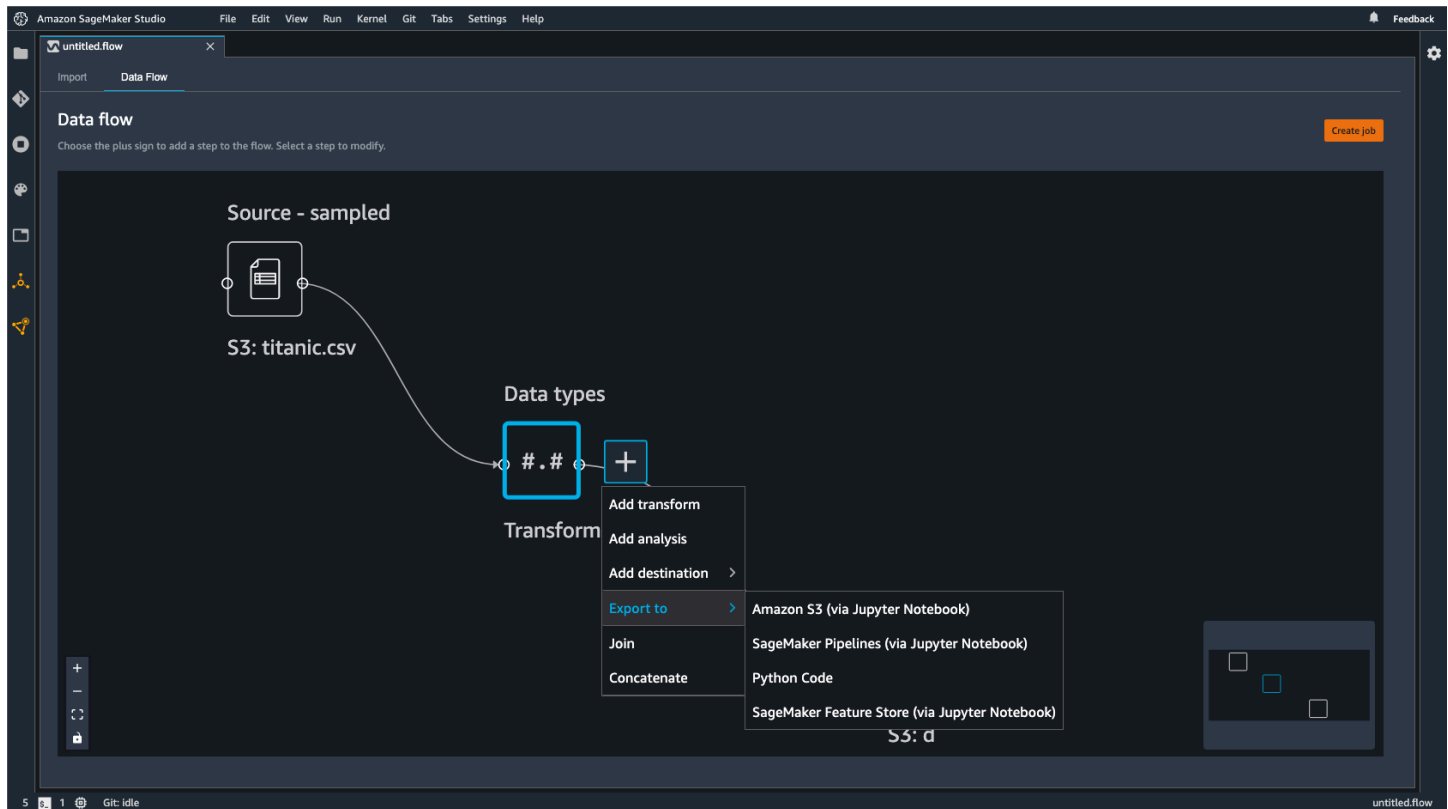 Amazon SageMaker Studio File Edit View Run Kernel Git Tabs Settings Help Feedback
untitled.flow
Import Data Flow
Data flow
Create job
Choose the plus sign to add a step to the flow. Select a step to modify.
Source - sampled
S3: titanic.csv
Data types
#.#
Transform
Add transform
Add analysis
Add destination
Export to
Join
Concatenate
Amazon S3 (via Jupyter Notebook)
SageMaker Pipelines (via Jupyter Notebook)
Python Code
SageMaker Feature Store (via Jupyter Notebook)
S3: d
5 $_ 1 Git: idle untitled.flow